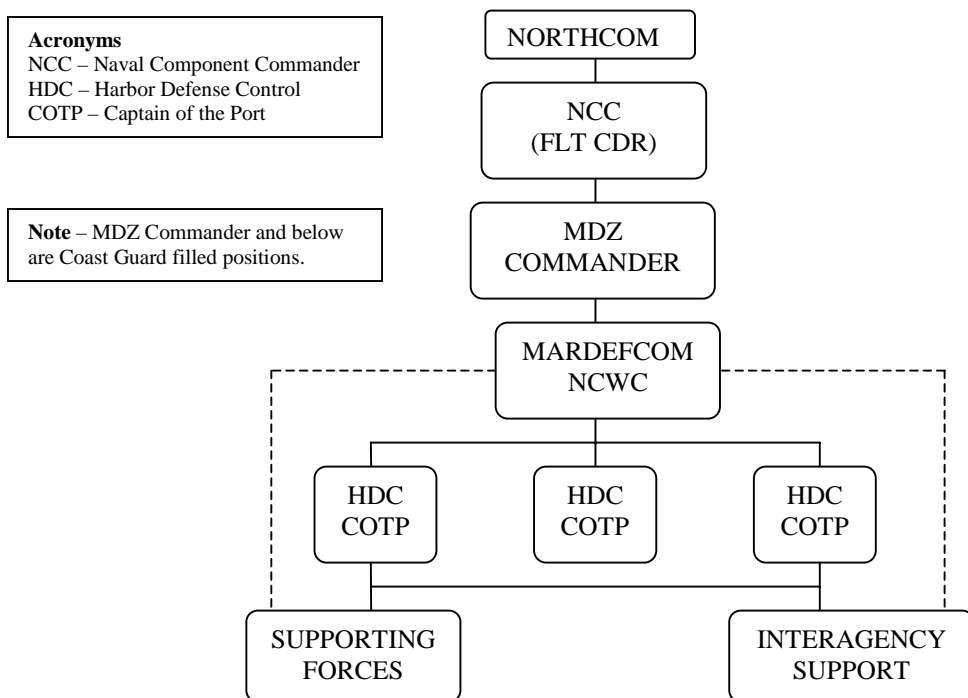 Acronyms
NCC – Naval Component Commander
HDC – Harbor Defense Control
COTP – Captain of the Port
Note – MDZ Commander and below
are Coast Guard filled positions.
NORTHCOM
NCC
(FLT CDR)
MDZ
COMMANDER
MARDEFCOM
NCWC
HDC
COTP
HDC
COTP
HDC
COTP
SUPPORTING
FORCES
INTERAGENCY
SUPPORT